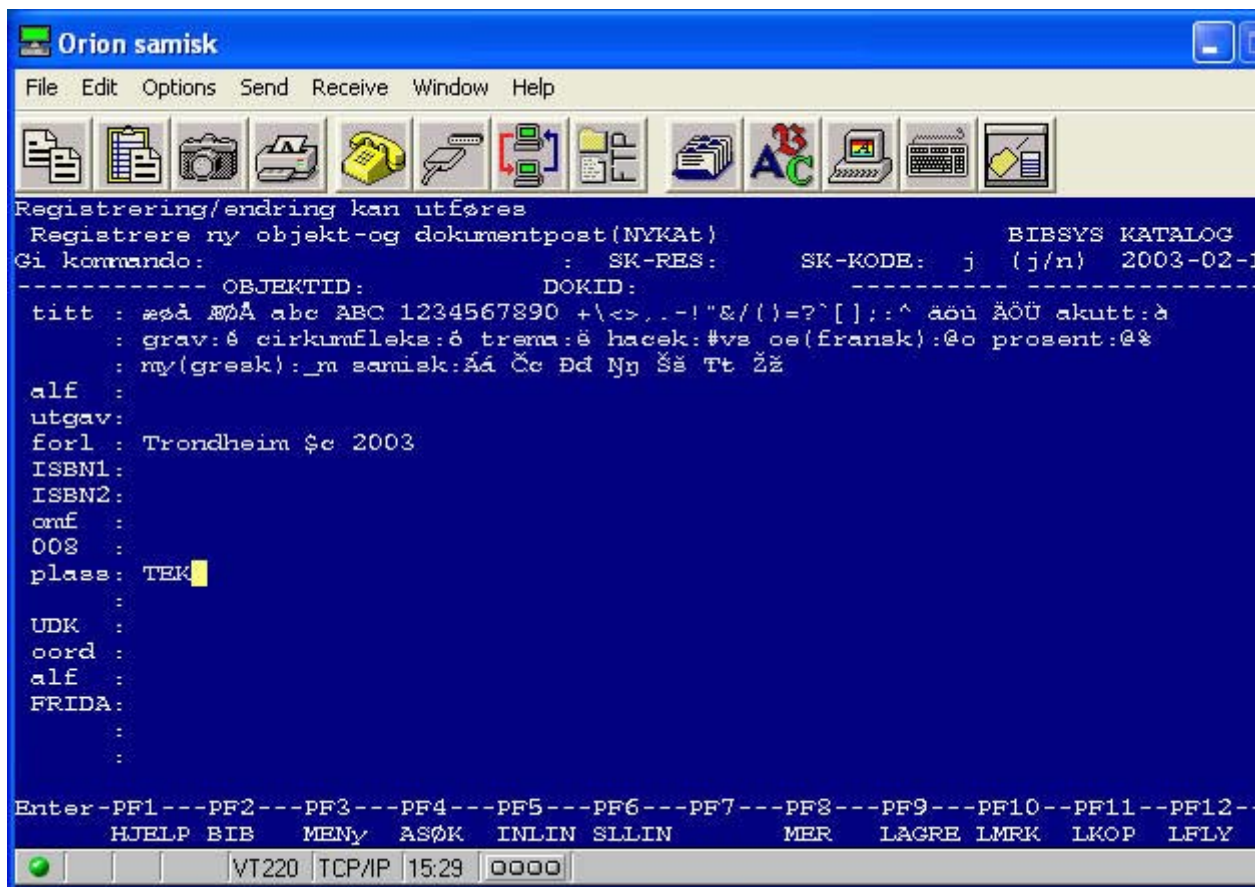 Orion samisk
File Edit Options Send Receive Window Help
Registrering/endring kan utføres
Registrere ny objekt-og dokumentpost(NYKAt) BIBSYS KATALOG
Gi kommando: : SK-RES: SK-KODE: j (j/n) 2003-02-1
------------ OBJEKTID: DOKID: ---------- ---------------
titt : æøå ÆØÅ abc ABC 1234567890 +\<>,.-!"&/()=?`[];:^ äöü ÄÖÜ akutt:à
: grav:é cirkumfleks:ô trema:ë hacek:#vs oe(fransk):@o prosent:@%
: ny(gresk):_m samisk:Áá Čc Đđ Ŋŋ Šš Tt Žž
alf :
utgav:
forl : Trondheim $c 2003
ISBN1:
ISBN2:
omf :
008 :
plass: TEK
:
UDK :
oord :
alf :
FRIDA:
:
:
Enter-PF1---PF2---PF3---PF4---PF5---PF6---PF7---PF8---PF9---PF10--PF11--PF12-
HJELP BIB MENy ASØK INLIN SLLIN MER LAGRE LMRK LKOP LFLY
VT220 TCP/IP 15:29